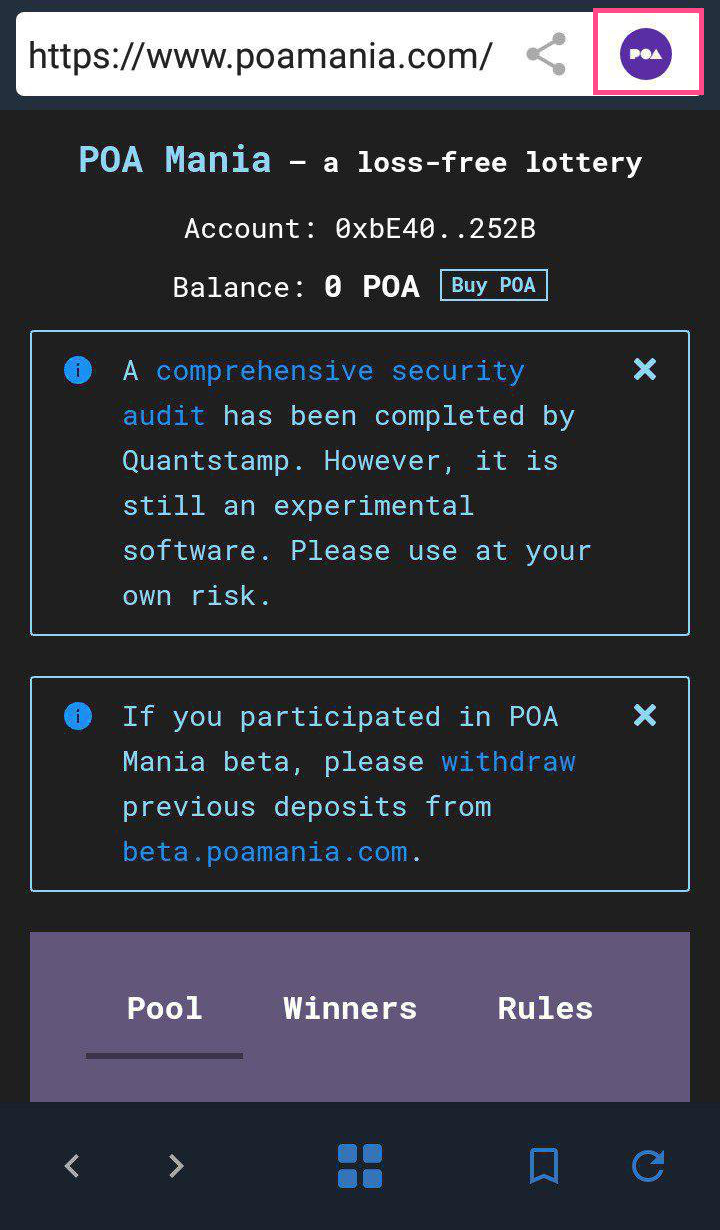 https://www.poamania.com/
POA
POA Mania – a loss-free lottery
Account: 0xbE40..252B
Balance: 0 POA Buy POA
A comprehensive security
audit has been completed by
Quantstamp. However, it is
still an experimental
software. Please use at your
own risk.
If you participated in POA
Mania beta, please withdraw
previous deposits from
beta.poamania.com.
Pool Winners Rules